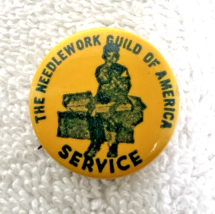 THE NEEDLEWORK GUILD OF AMERICA
SERVICE